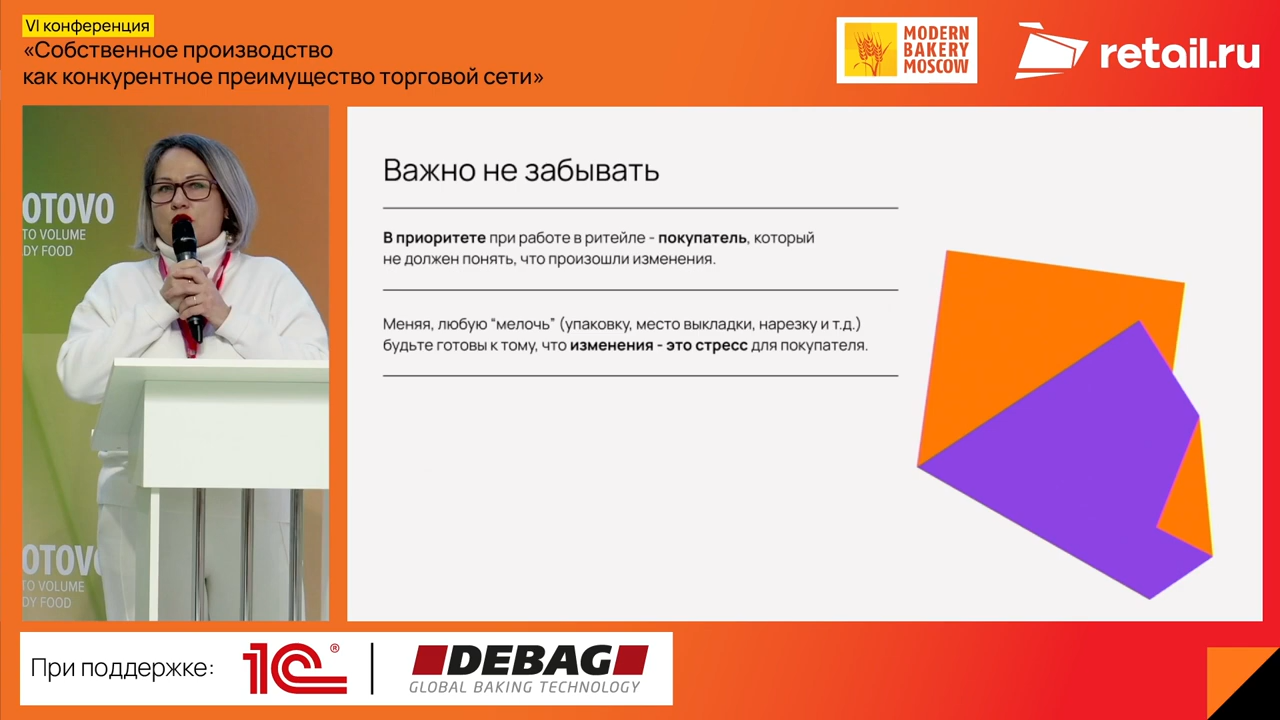 VI конференция
«Собственное производство
как конкурентное преимущество торговой сети»
MODERN
BAKERY
MOSCOW
retail.ru
OTOVO
TO VOLUME
DY FOOD
Важно не забывать
В приоритете при работе в ритейле - покупатель, который
не должен понять, что произошли изменения.
Меняя, любую “мелочь” (упаковку, место выкладки, нарезку и т.д.)
будьте готовы к тому, что изменения - это стресс для покупателя.
OTOVO
TO VOLUME
DY FOOD
При поддержке:
1С®
DEBAG
GLOBAL BAKING TECHNOLOGY